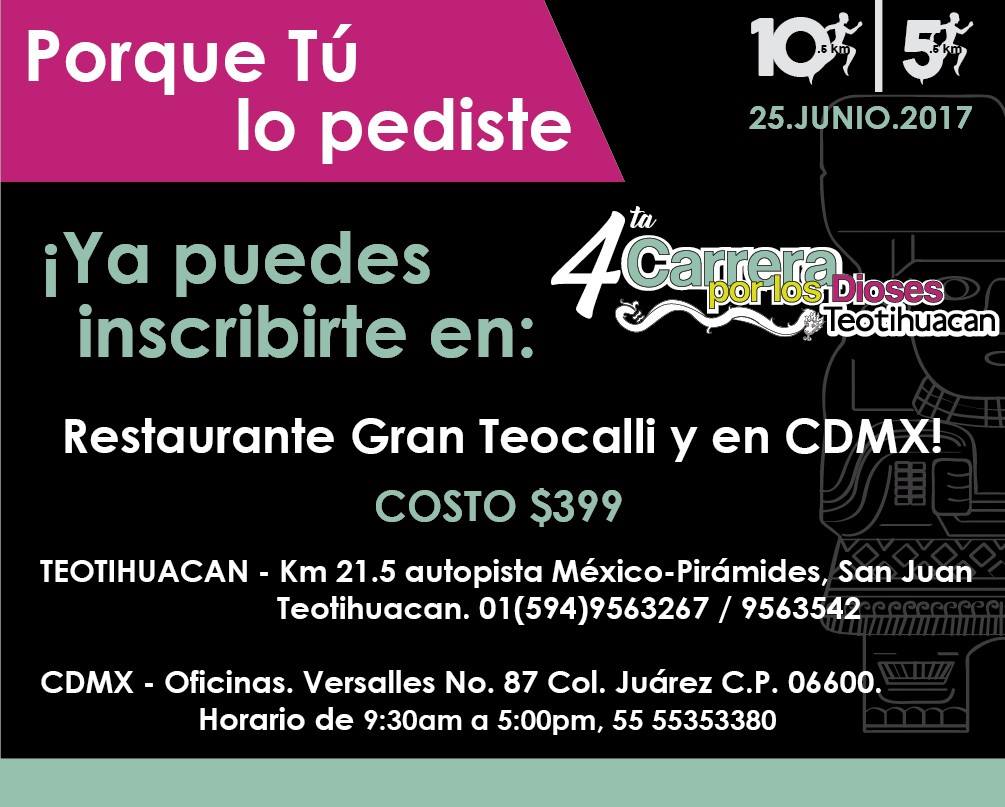 Porque Tú
lo pediste
10.5 km | 5.5 km
25.JUNIO.2017
¡Ya puedes
inscribirte en:
4ta
Carrera
por los Dioses
Teotihuacan
Restaurante Gran Teocalli y en CDMX!
COSTO $399
TEOTIHUACAN - Km 21.5 autopista México-Pirámides, San Juan
Teotihuacan. 01(594)9563267 / 9563542
CDMX - Oficinas. Versalles No. 87 Col. Juárez C.P. 06600.
Horario de 9:30am a 5:00pm, 55 55353380